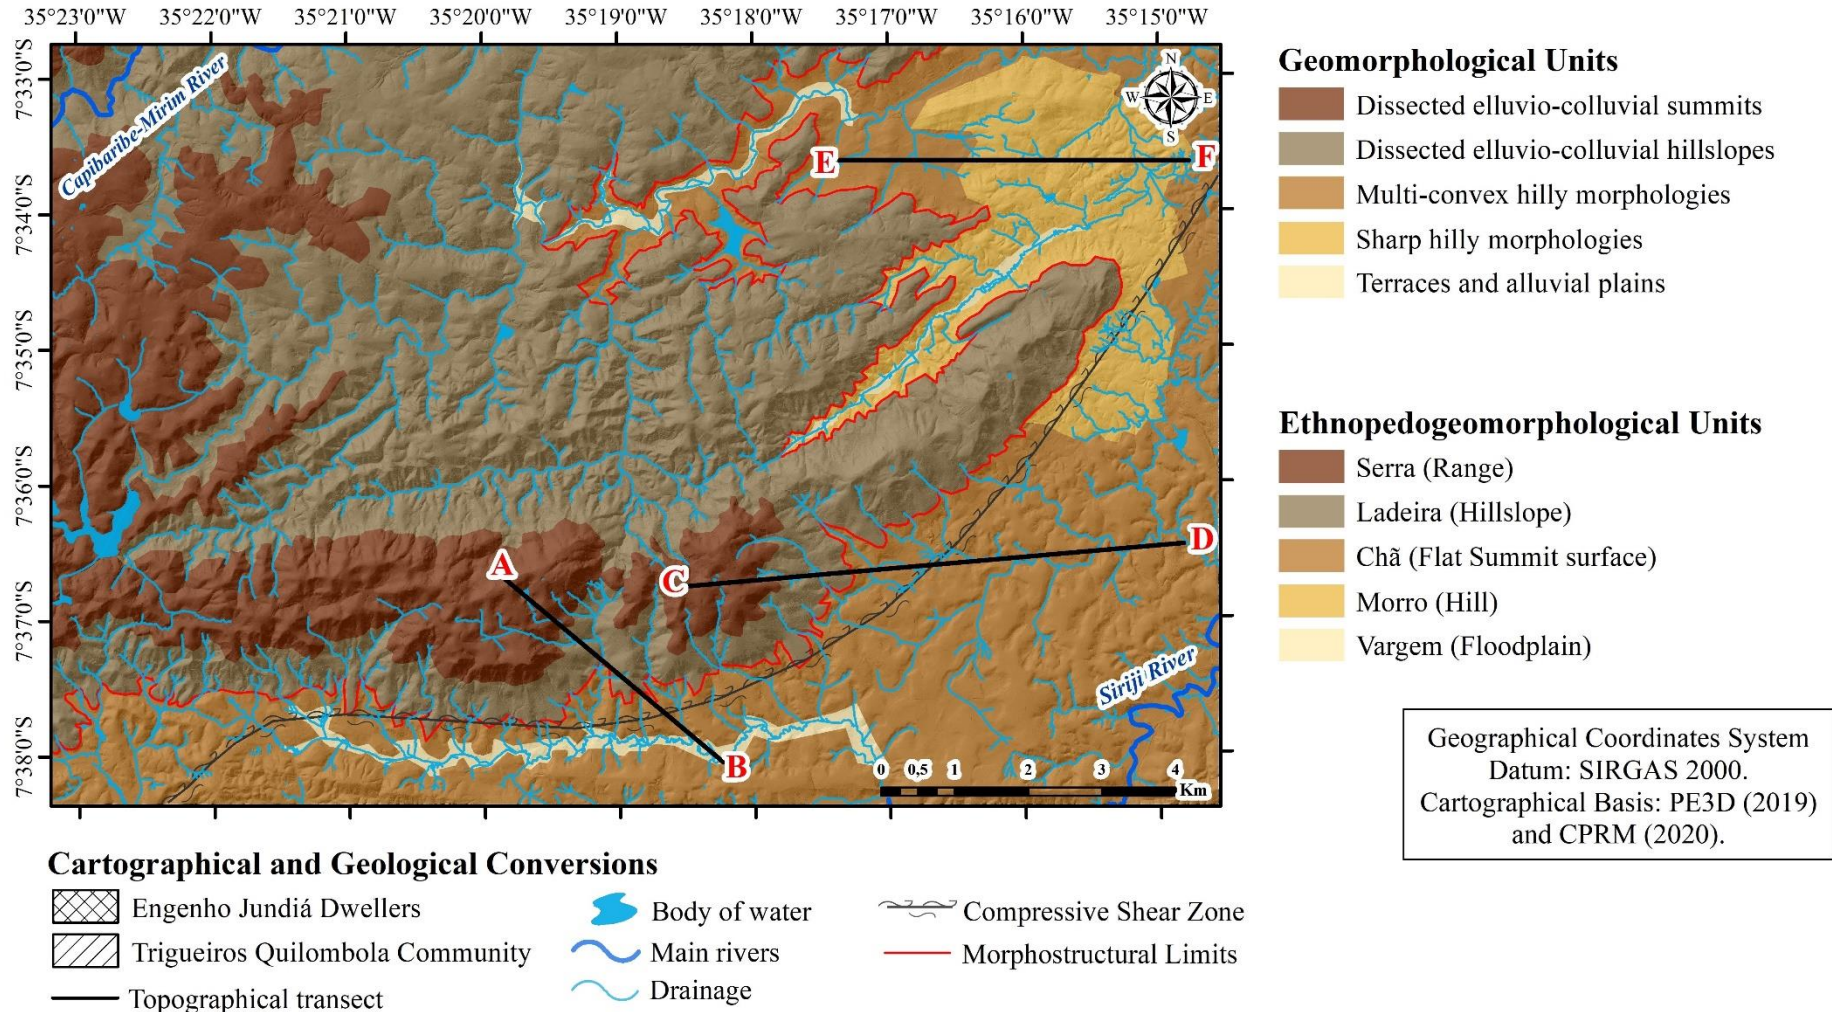 35°23'0"W 35°22'0"W 35°21'0"W 35°20'0"W 35°19'0"W 35°18'0"W 35°17'0"W 35°16'0"W 35°15'0"W
7°33'0"S
7°34'0"S
7°35'0"S
7°36'0"S
7°37'0"S
7°38'0"S
Capibaribe-Mirim River
N
W E
S
E F
D
A
C
B
Siriji River
0 0,5 1 2 3 4
Km
Geomorphological Units
Dissected elluvio-colluvial summits
Dissected elluvio-colluvial hillslopes
Multi-convex hilly morphologies
Sharp hilly morphologies
Terraces and alluvial plains
Ethnopedogeomorphological Units
Serra (Range)
Ladeira (Hillslope)
Chã (Flat Summit surface)
Morro (Hill)
Vargem (Floodplain)
Geographical Coordinates System
Datum: SIRGAS 2000.
Cartographical Basis: PE3D (2019)
and CPRM (2020).
Cartographical and Geological Conversions
Engenho Jundiá Dwellers
Trigueiros Quilombola Community
Topographical transect
Body of water
Main rivers
Drainage
Compressive Shear Zone
Morphostructural Limits